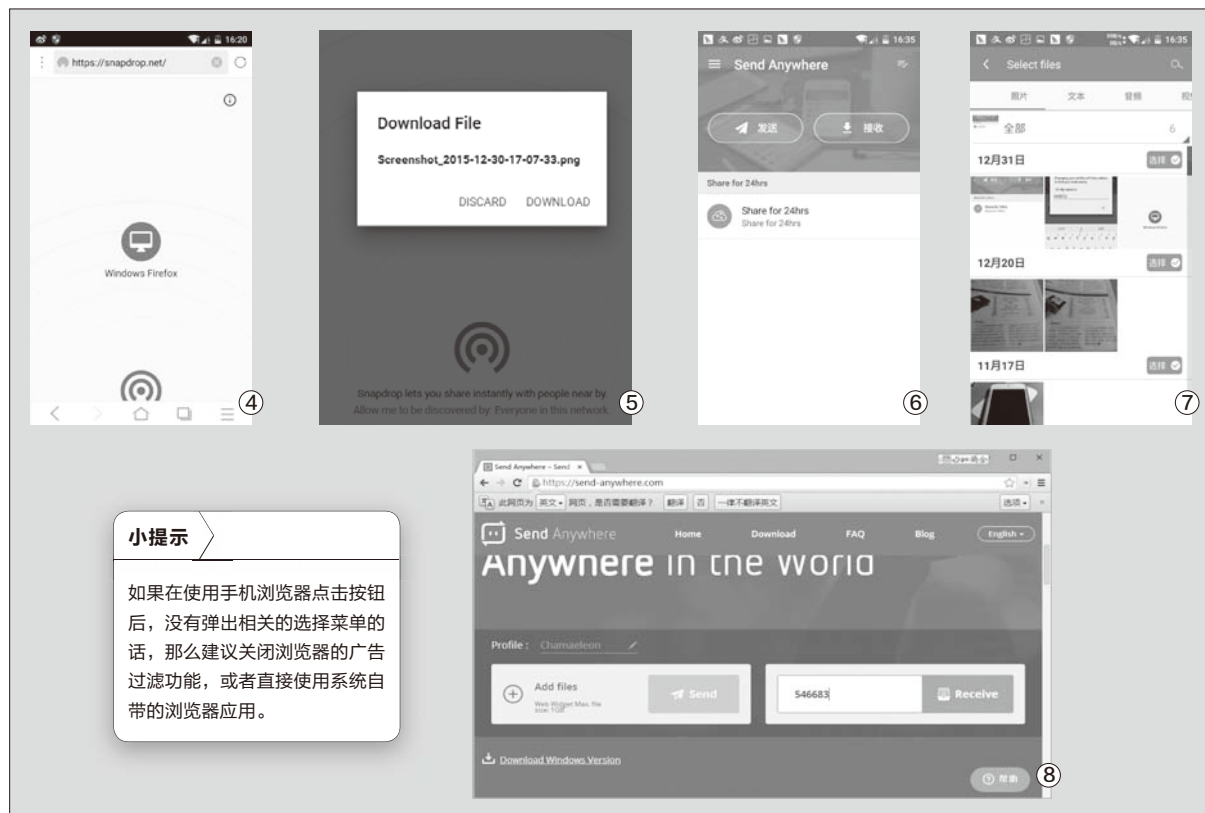 16:20
https://snapdrop.net/
Windows Firefox
④
Download File
Screenshot_2015-12-30-17-07-33.png
DISCARD DOWNLOAD
Snapdrop lets you share instantly with people near by.
Allow me to be discovered by: Everyone in this network.
⑤
16:35
Send Anywhere
发送 接收
Share for 24hrs
Share for 24hrs
Share for 24hrs
⑥
16:35
Select files
图片 文本 音频
全部 6
12月31日 选择
12月20日 选择
11月17日 选择
⑦
小提示
如果在使用手机浏览器点击按钮
后，没有弹出相关的选择菜单的
话，那么建议关闭浏览器的广告
过滤功能，或者直接使用系统自
带的浏览器应用。
Send Anywhere - Send
https://send-anywhere.com
此网页为 英文 网页，是否需要翻译？ 翻译 否 一律不翻译英文 选项
Send Anywhere Home Download FAQ Blog English
Anywhere in the World
Profile : Chamaeleon
Add files
Web Widget Max. file
size: 1GB
Send
546683
Receive
Download Windows Version
帮助
⑧